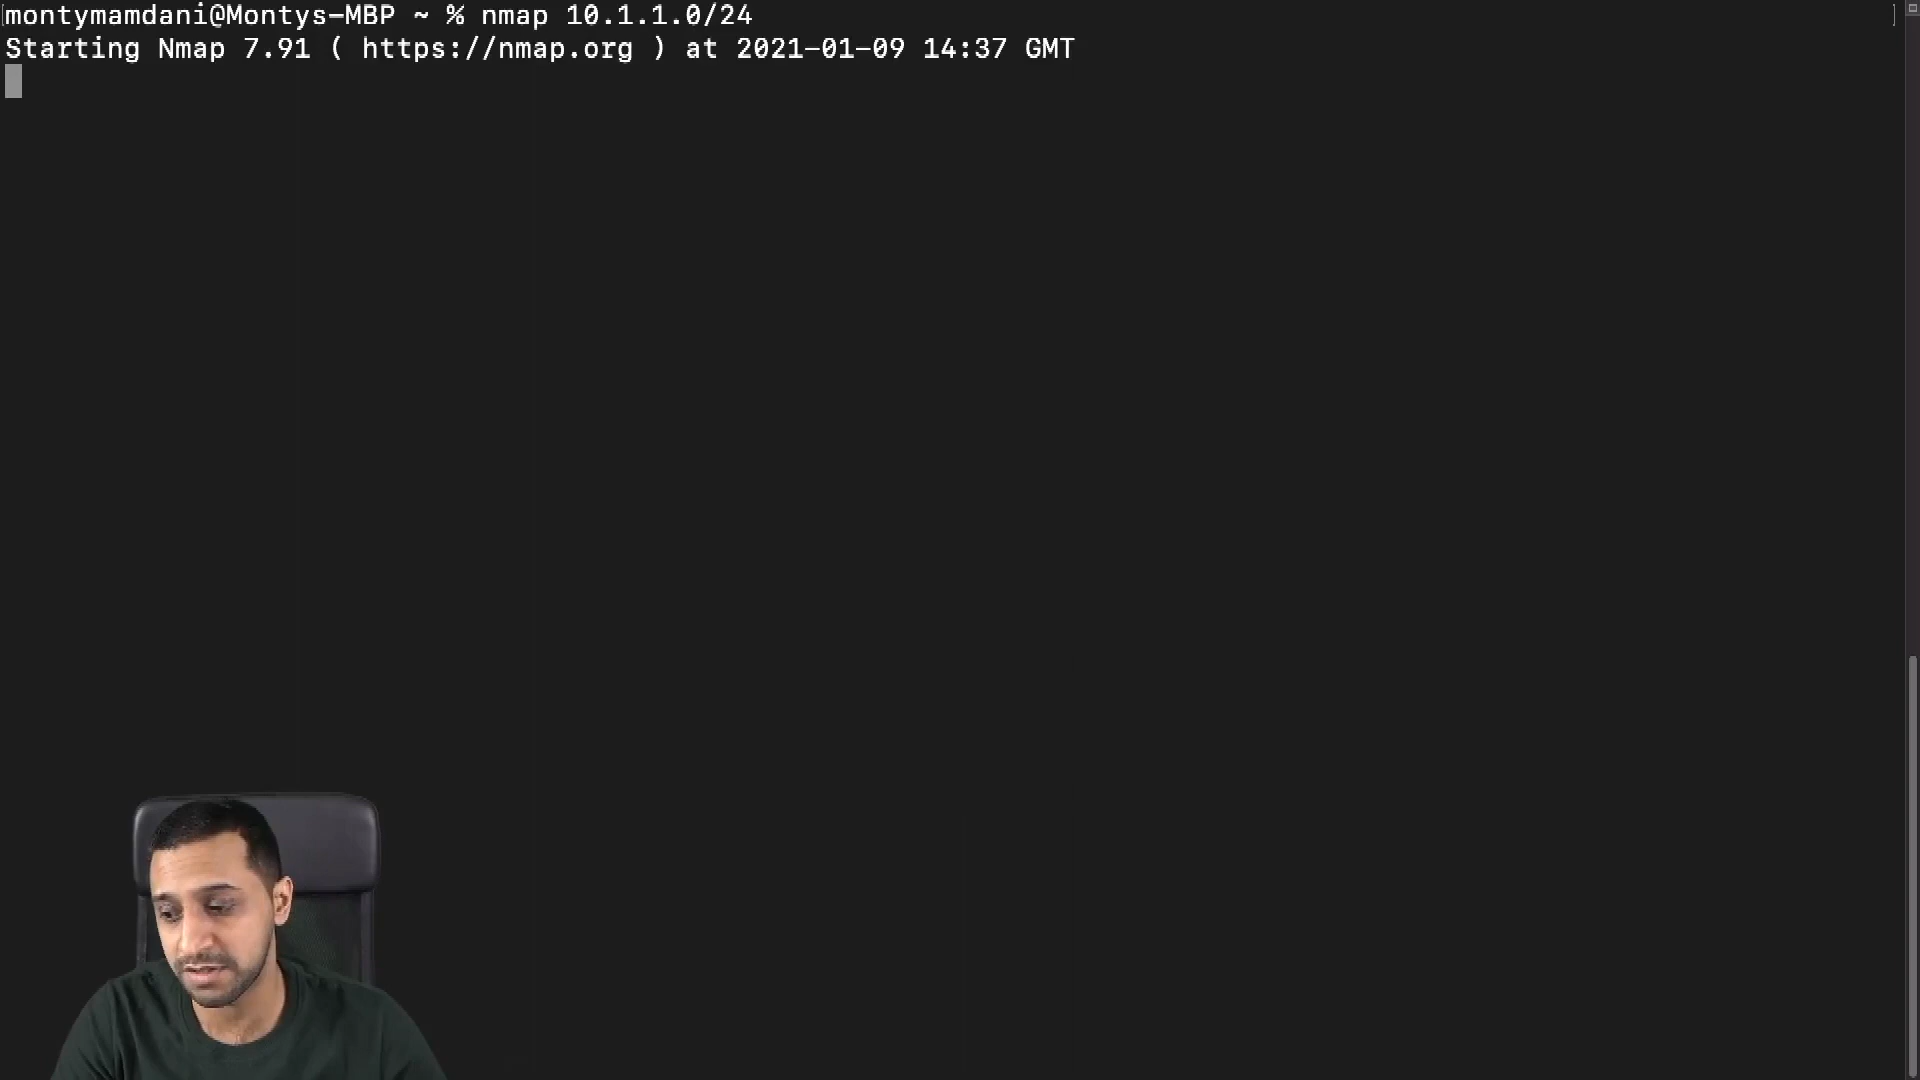 montymamdani@Montys-MBP ~ % nmap 10.1.1.0/24
Starting Nmap 7.91 ( https://nmap.org ) at 2021-01-09 14:37 GMT